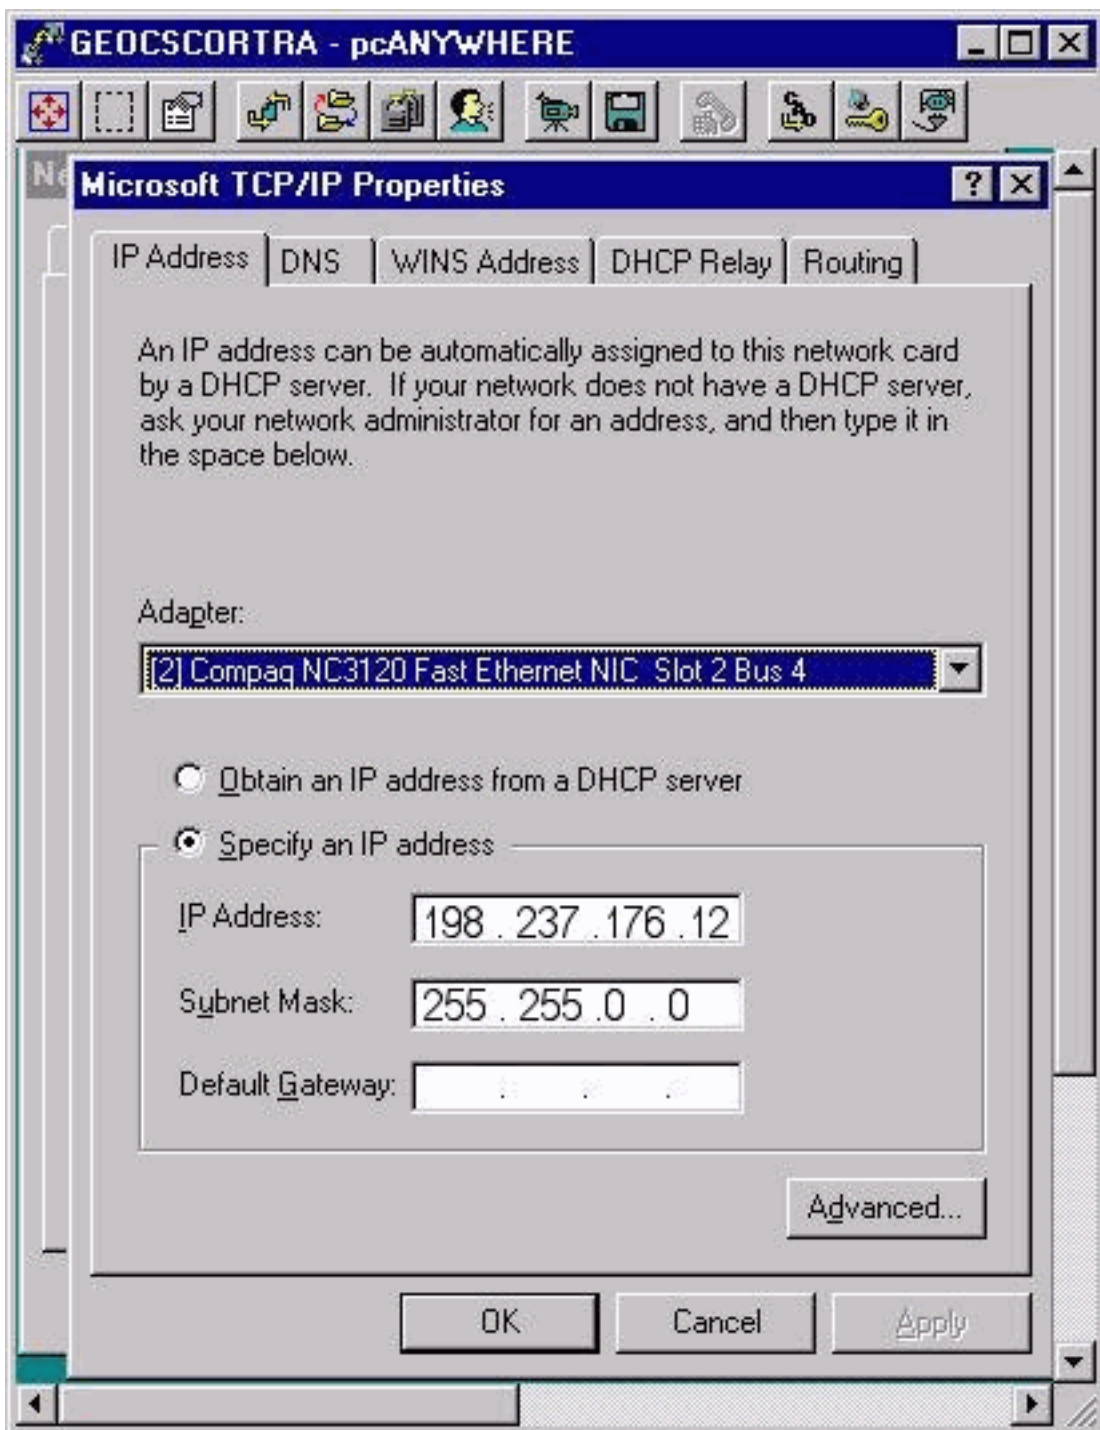 GEOCSCORTRA - pcANYWHERE
Ne
Microsoft TCP/IP Properties
IP Address DNS WINS Address DHCP Relay Routing
An IP address can be automatically assigned to this network card
by a DHCP server. If your network does not have a DHCP server,
ask your network administrator for an address, and then type it in
the space below.
Adapter:
[2] Compaq NC3120 Fast Ethernet NIC Slot 2 Bus 4
Obtain an IP address from a DHCP server
Specify an IP address
IP Address: 198 . 237 .176 .12
Subnet Mask: 255 . 255 .0 . 0
Default Gateway: . . .
Advanced...
OK Cancel Apply